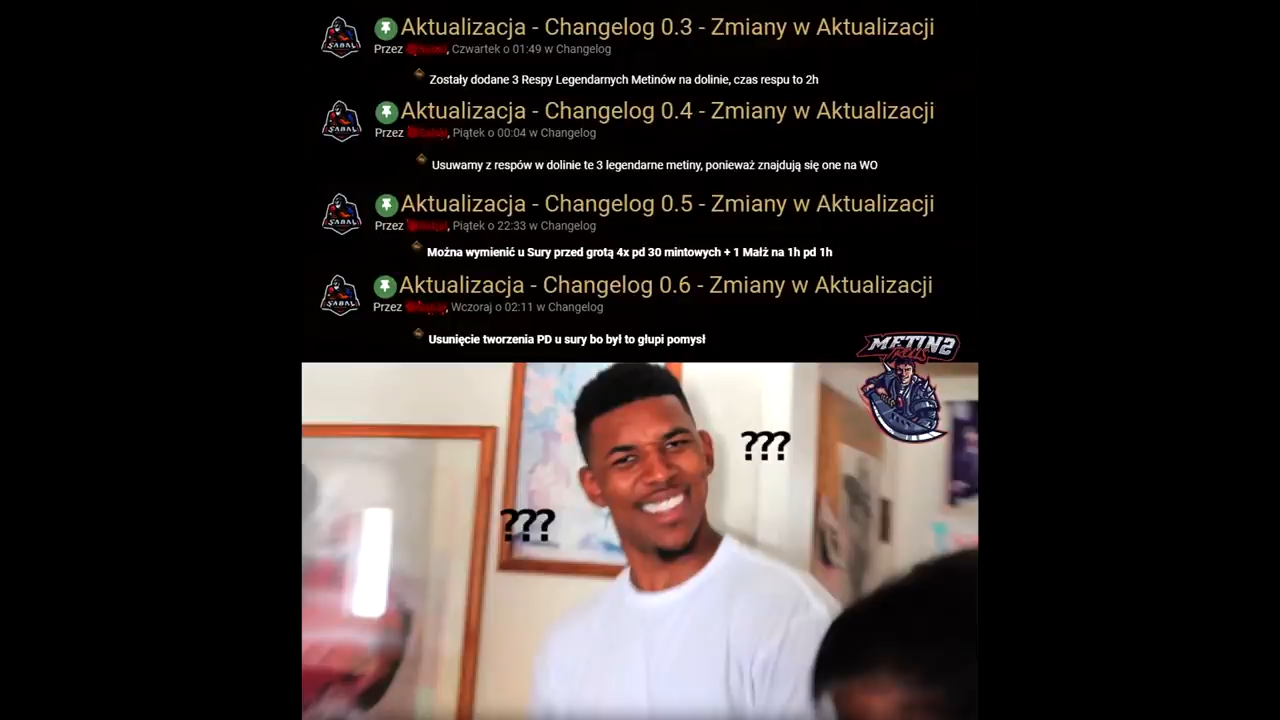 SABAL
Aktualizacja - Changelog 0.3 - Zmiany w Aktualizacji
Przez , Czwartek o 01:49 w Changelog
Zostały dodane 3 Respy Legendarnych Metinów na dolinie, czas respu to 2h
SABAL
Aktualizacja - Changelog 0.4 - Zmiany w Aktualizacji
Przez , Piątek o 00:04 w Changelog
Usuwamy z respów w dolinie te 3 legendarne metiny, ponieważ znajdują się one na WO
SABAL
Aktualizacja - Changelog 0.5 - Zmiany w Aktualizacji
Przez , Piątek o 22:33 w Changelog
Można wymienić u Sury przed grotą 4x pd 30 mintowych + 1 Małż na 1h pd 1h
SABAL
Aktualizacja - Changelog 0.6 - Zmiany w Aktualizacji
Przez , Wczoraj o 02:11 w Changelog
Usunięcie tworzenia PD u sury bo był to głupi pomysł
METIN2
???
???